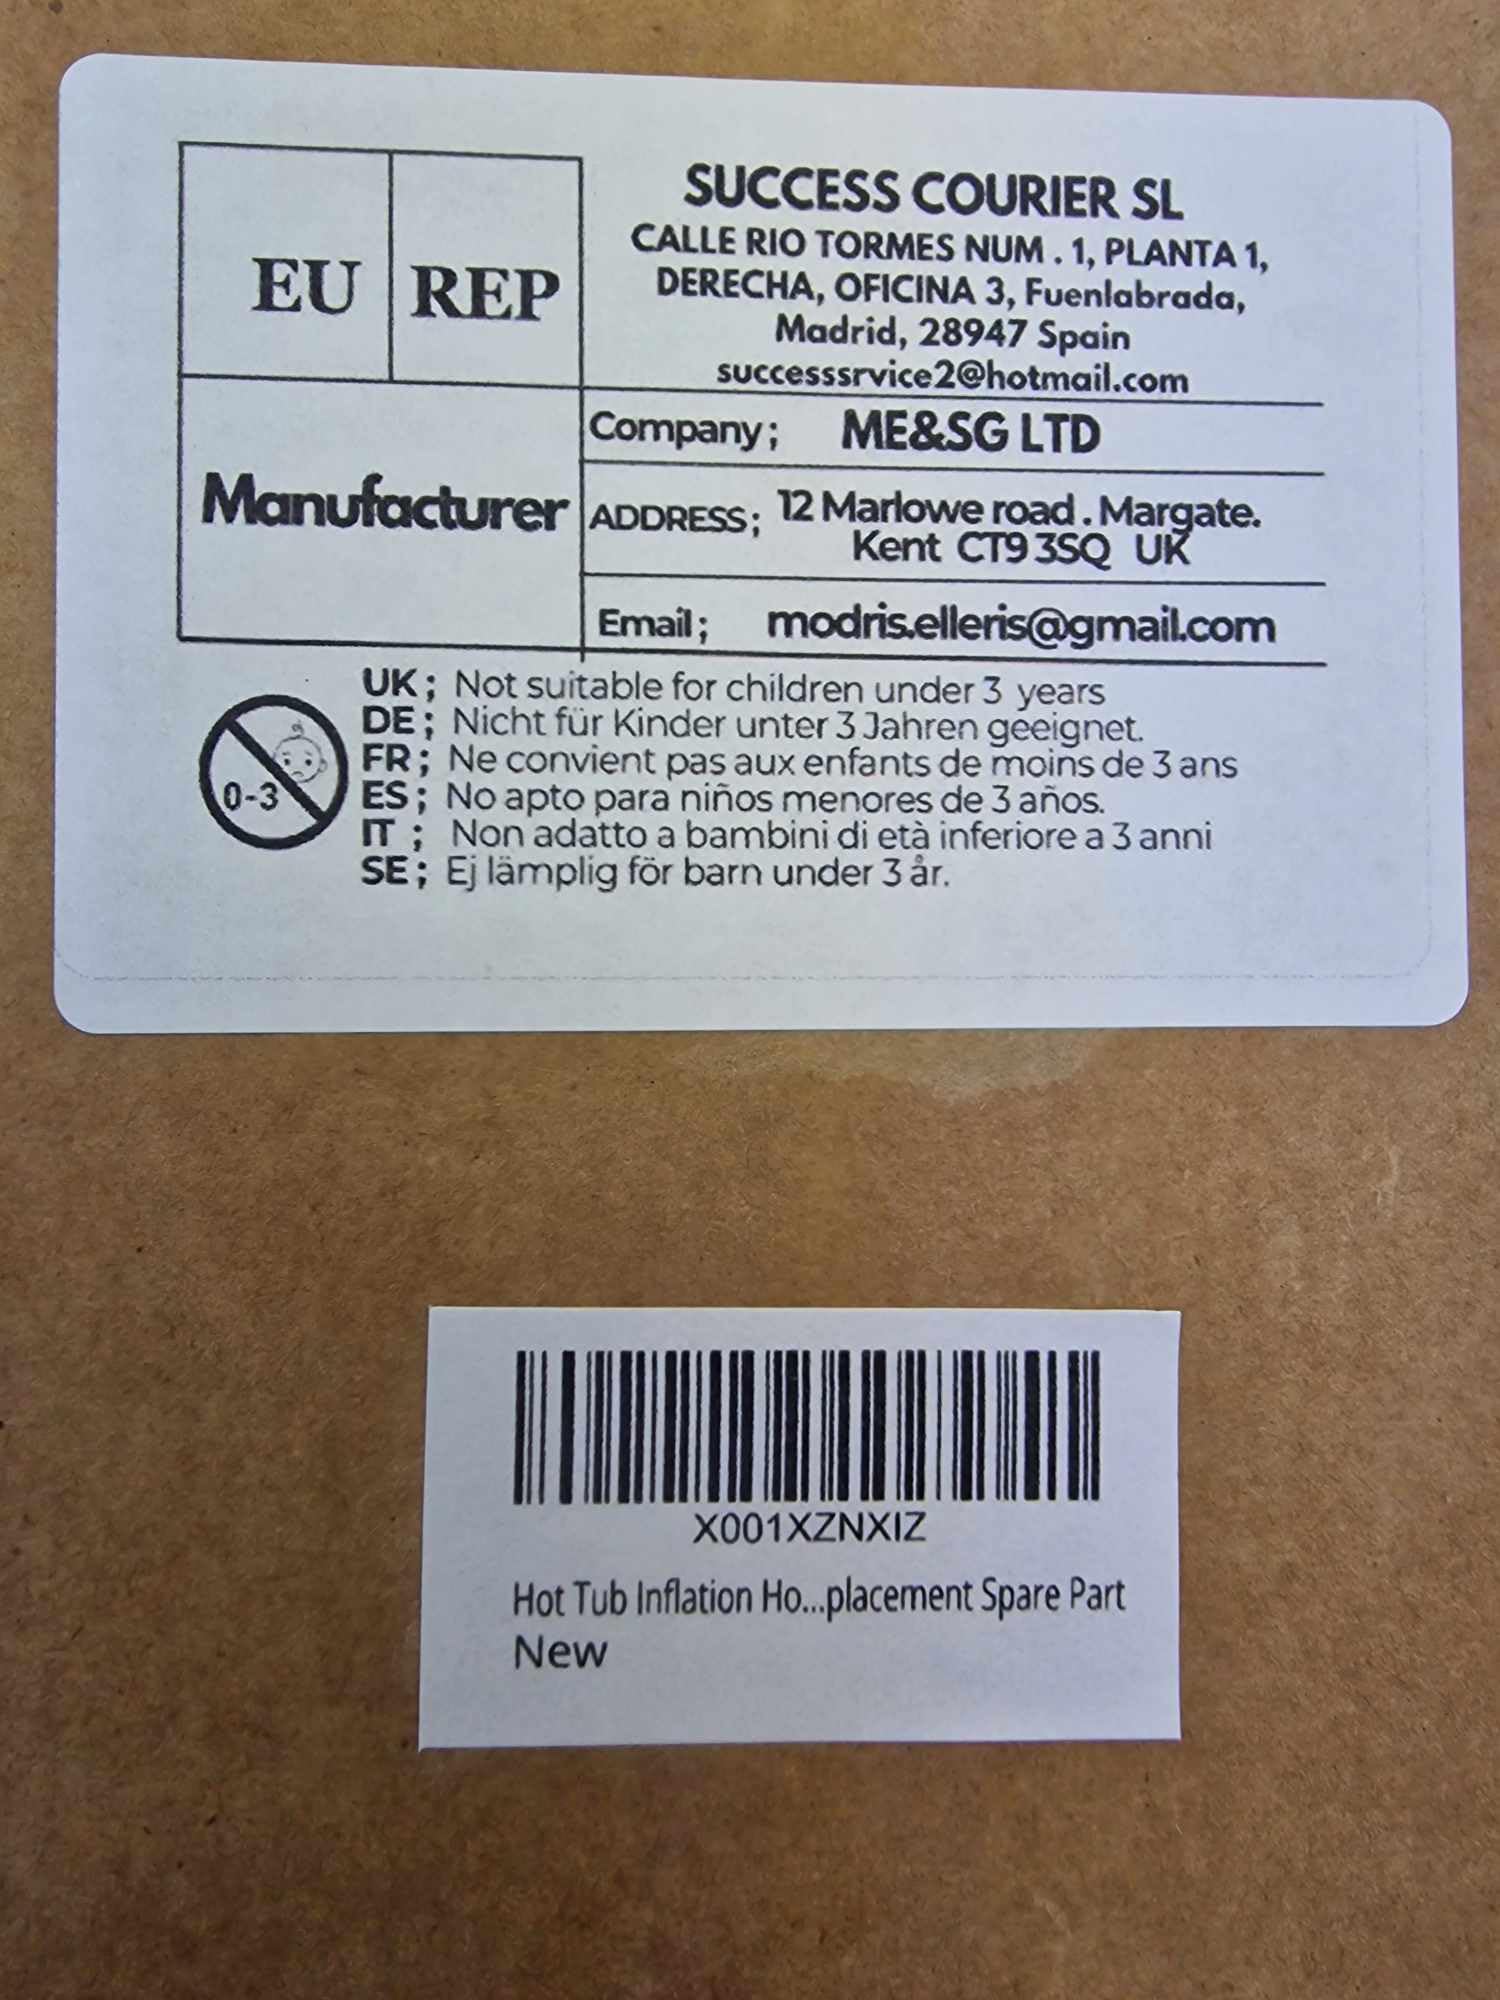 EU REP
SUCCESS COURIER SL
CALLE RIO TORMES NUM . 1, PLANTA 1,
DERECHA, OFICINA 3, Fuenlabrada,
Madrid, 28947 Spain
successsrvice2@hotmail.com
Manufacturer
Company; ME&SG LTD
ADDRESS; 12 Marlowe road . Margate.
Kent CT9 3SQ UK
Email; modris.elleris@gmail.com
0-3
UK; Not suitable for children under 3 years
DE; Nicht für Kinder unter 3 Jahren geeignet.
FR; Ne convient pas aux enfants de moins de 3 ans
ES; No apto para niños menores de 3 años.
IT; Non adatto a bambini di età inferiore a 3 anni
SE; Ej lämplig för barn under 3 år.
X001XZNXIZ
Hot Tub Inflation Ho...placement Spare Part
New